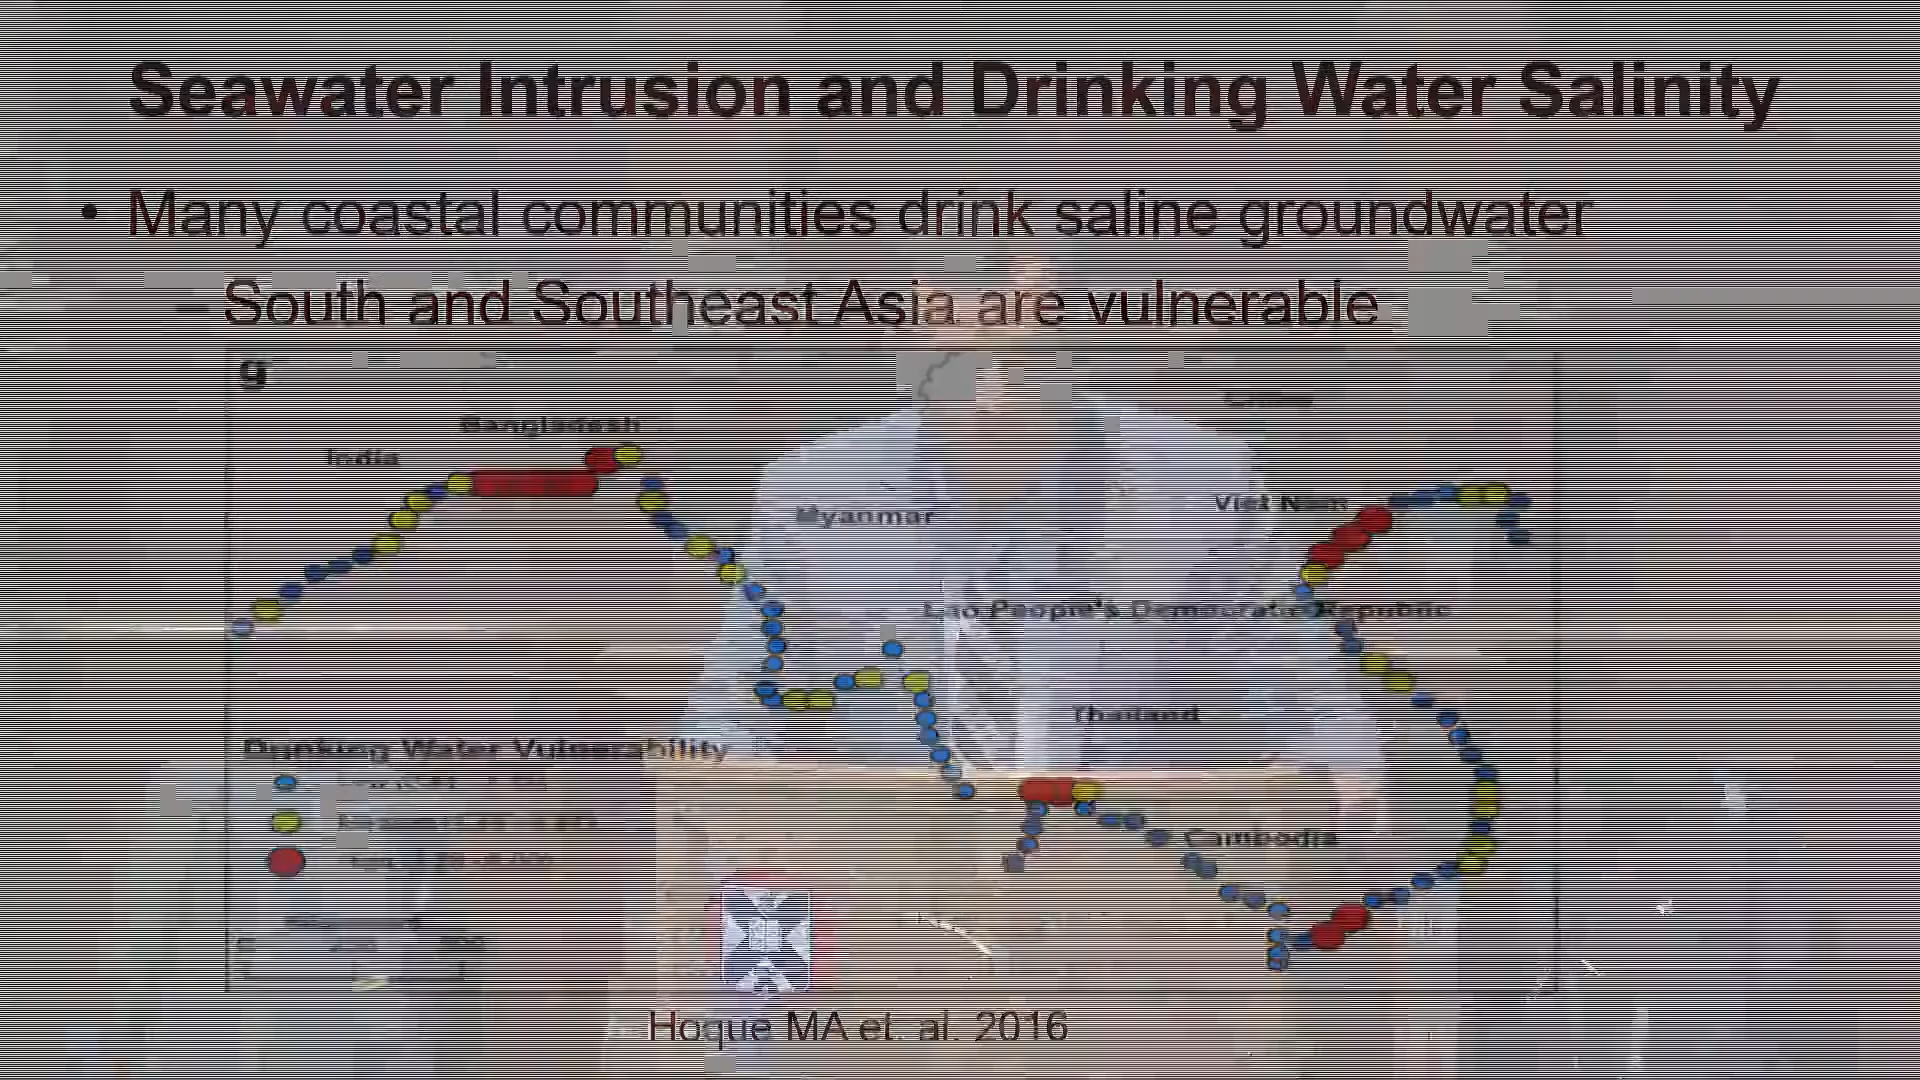 Seawater Intrusion and Drinking Water Salinity
• Many coastal communities drink saline groundwater
– South and Southeast Asia are vulnerable
g
Bangladesh
India
Myanmar
Viet Nam
Lao People's Democratic Republic
Thailand
Drinking Water Vulnerability
Cambodia
Hoque MA et. al. 2016